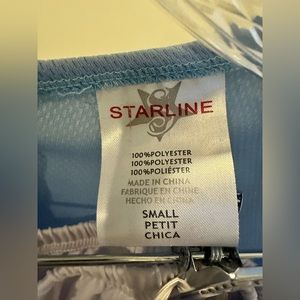 STARLINE
100%POLYESTER
100%POLYESTER
100%POLIÉSTER
MADE IN CHINA
FABRIQUE EN CHINE
HECHO EN CHINA
SMALL
PETIT
CHICA